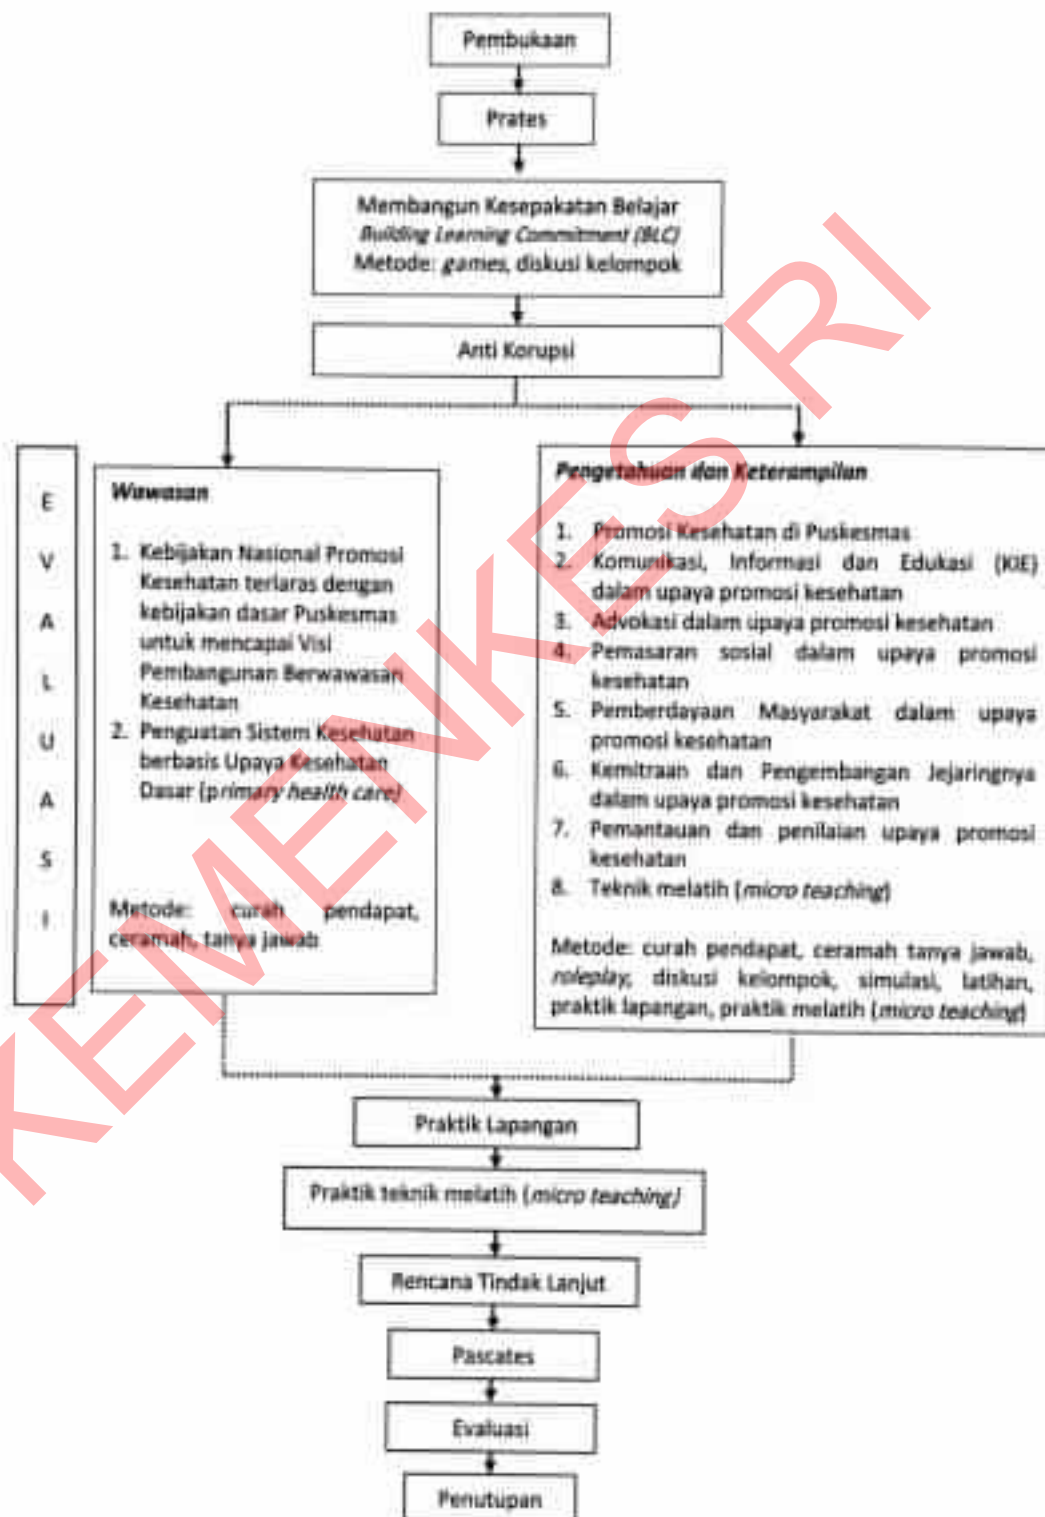 Pembukaan
Prates
Membangun Kesepakatan Belajar
Building Learning Commitment (BLC)
Metode: games, diskusi kelompok
Anti Korupsi
E
V
A
L
U
A
S
I
Wawasan
1. Kebijakan Nasional Promosi
Kesehatan terlaras dengan
kebijakan dasar Puskesmas
untuk mencapai Visi
Pembangunan Berwawasan
Kesehatan
2. Penguatan Sistem Kesehatan
berbasis Upaya Kesehatan
Dasar (primary health care)
Metode: curah pendapat,
ceramah, tanya jawab
Pengetahuan dan Keterampilan
1. Promosi Kesehatan di Puskesmas
2. Komunikasi, Informasi dan Edukasi (KIE)
dalam upaya promosi kesehatan
3. Advokasi dalam upaya promosi kesehatan
4. Pemasaran sosial dalam upaya promosi
kesehatan
5. Pemberdayaan Masyarakat dalam upaya
promosi kesehatan
6. Kemitraan dan Pengembangan Jejaringnya
dalam upaya promosi kesehatan
7. Pemantauan dan penilaian upaya promosi
kesehatan
8. Teknik melatih (micro teaching)
Metode: curah pendapat, ceramah tanya jawab,
roleplay, diskusi kelompok, simulasi, latihan,
praktik lapangan, praktik melatih (micro teaching)
Praktik Lapangan
Praktik teknik melatih (micro teaching)
Rencana Tindak Lanjut
Pascates
Evaluasi
Penutupan
KEMENKES RI